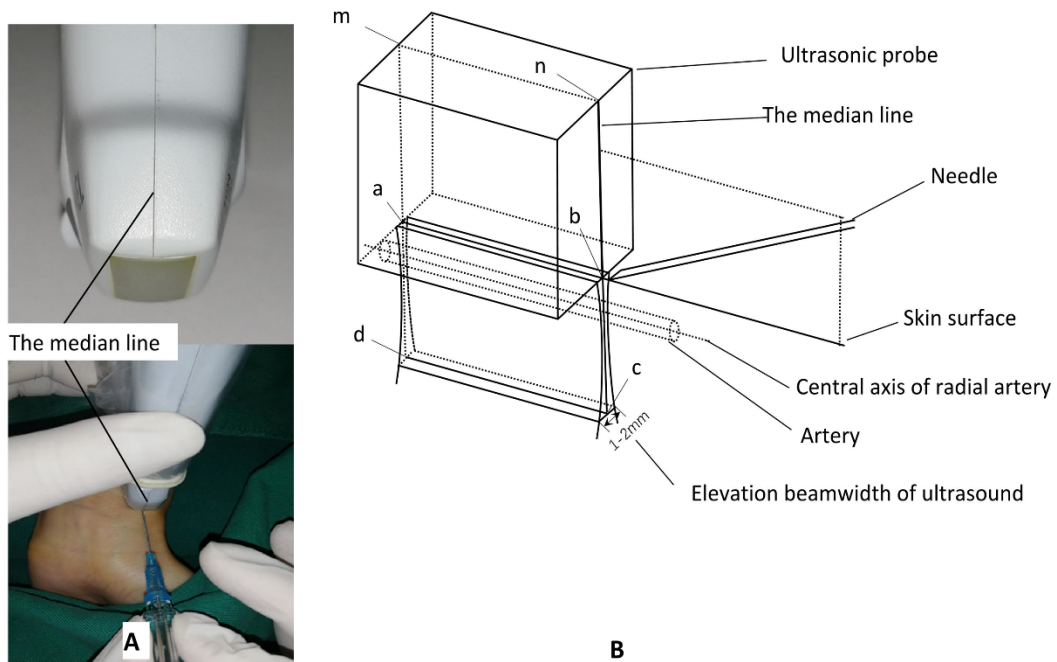 The median line
A
m
n
a
b
d
c
1-2mm
Ultrasonic probe
The median line
Needle
Skin surface
Central axis of radial artery
Artery
Elevation beamwidth of ultrasound
B